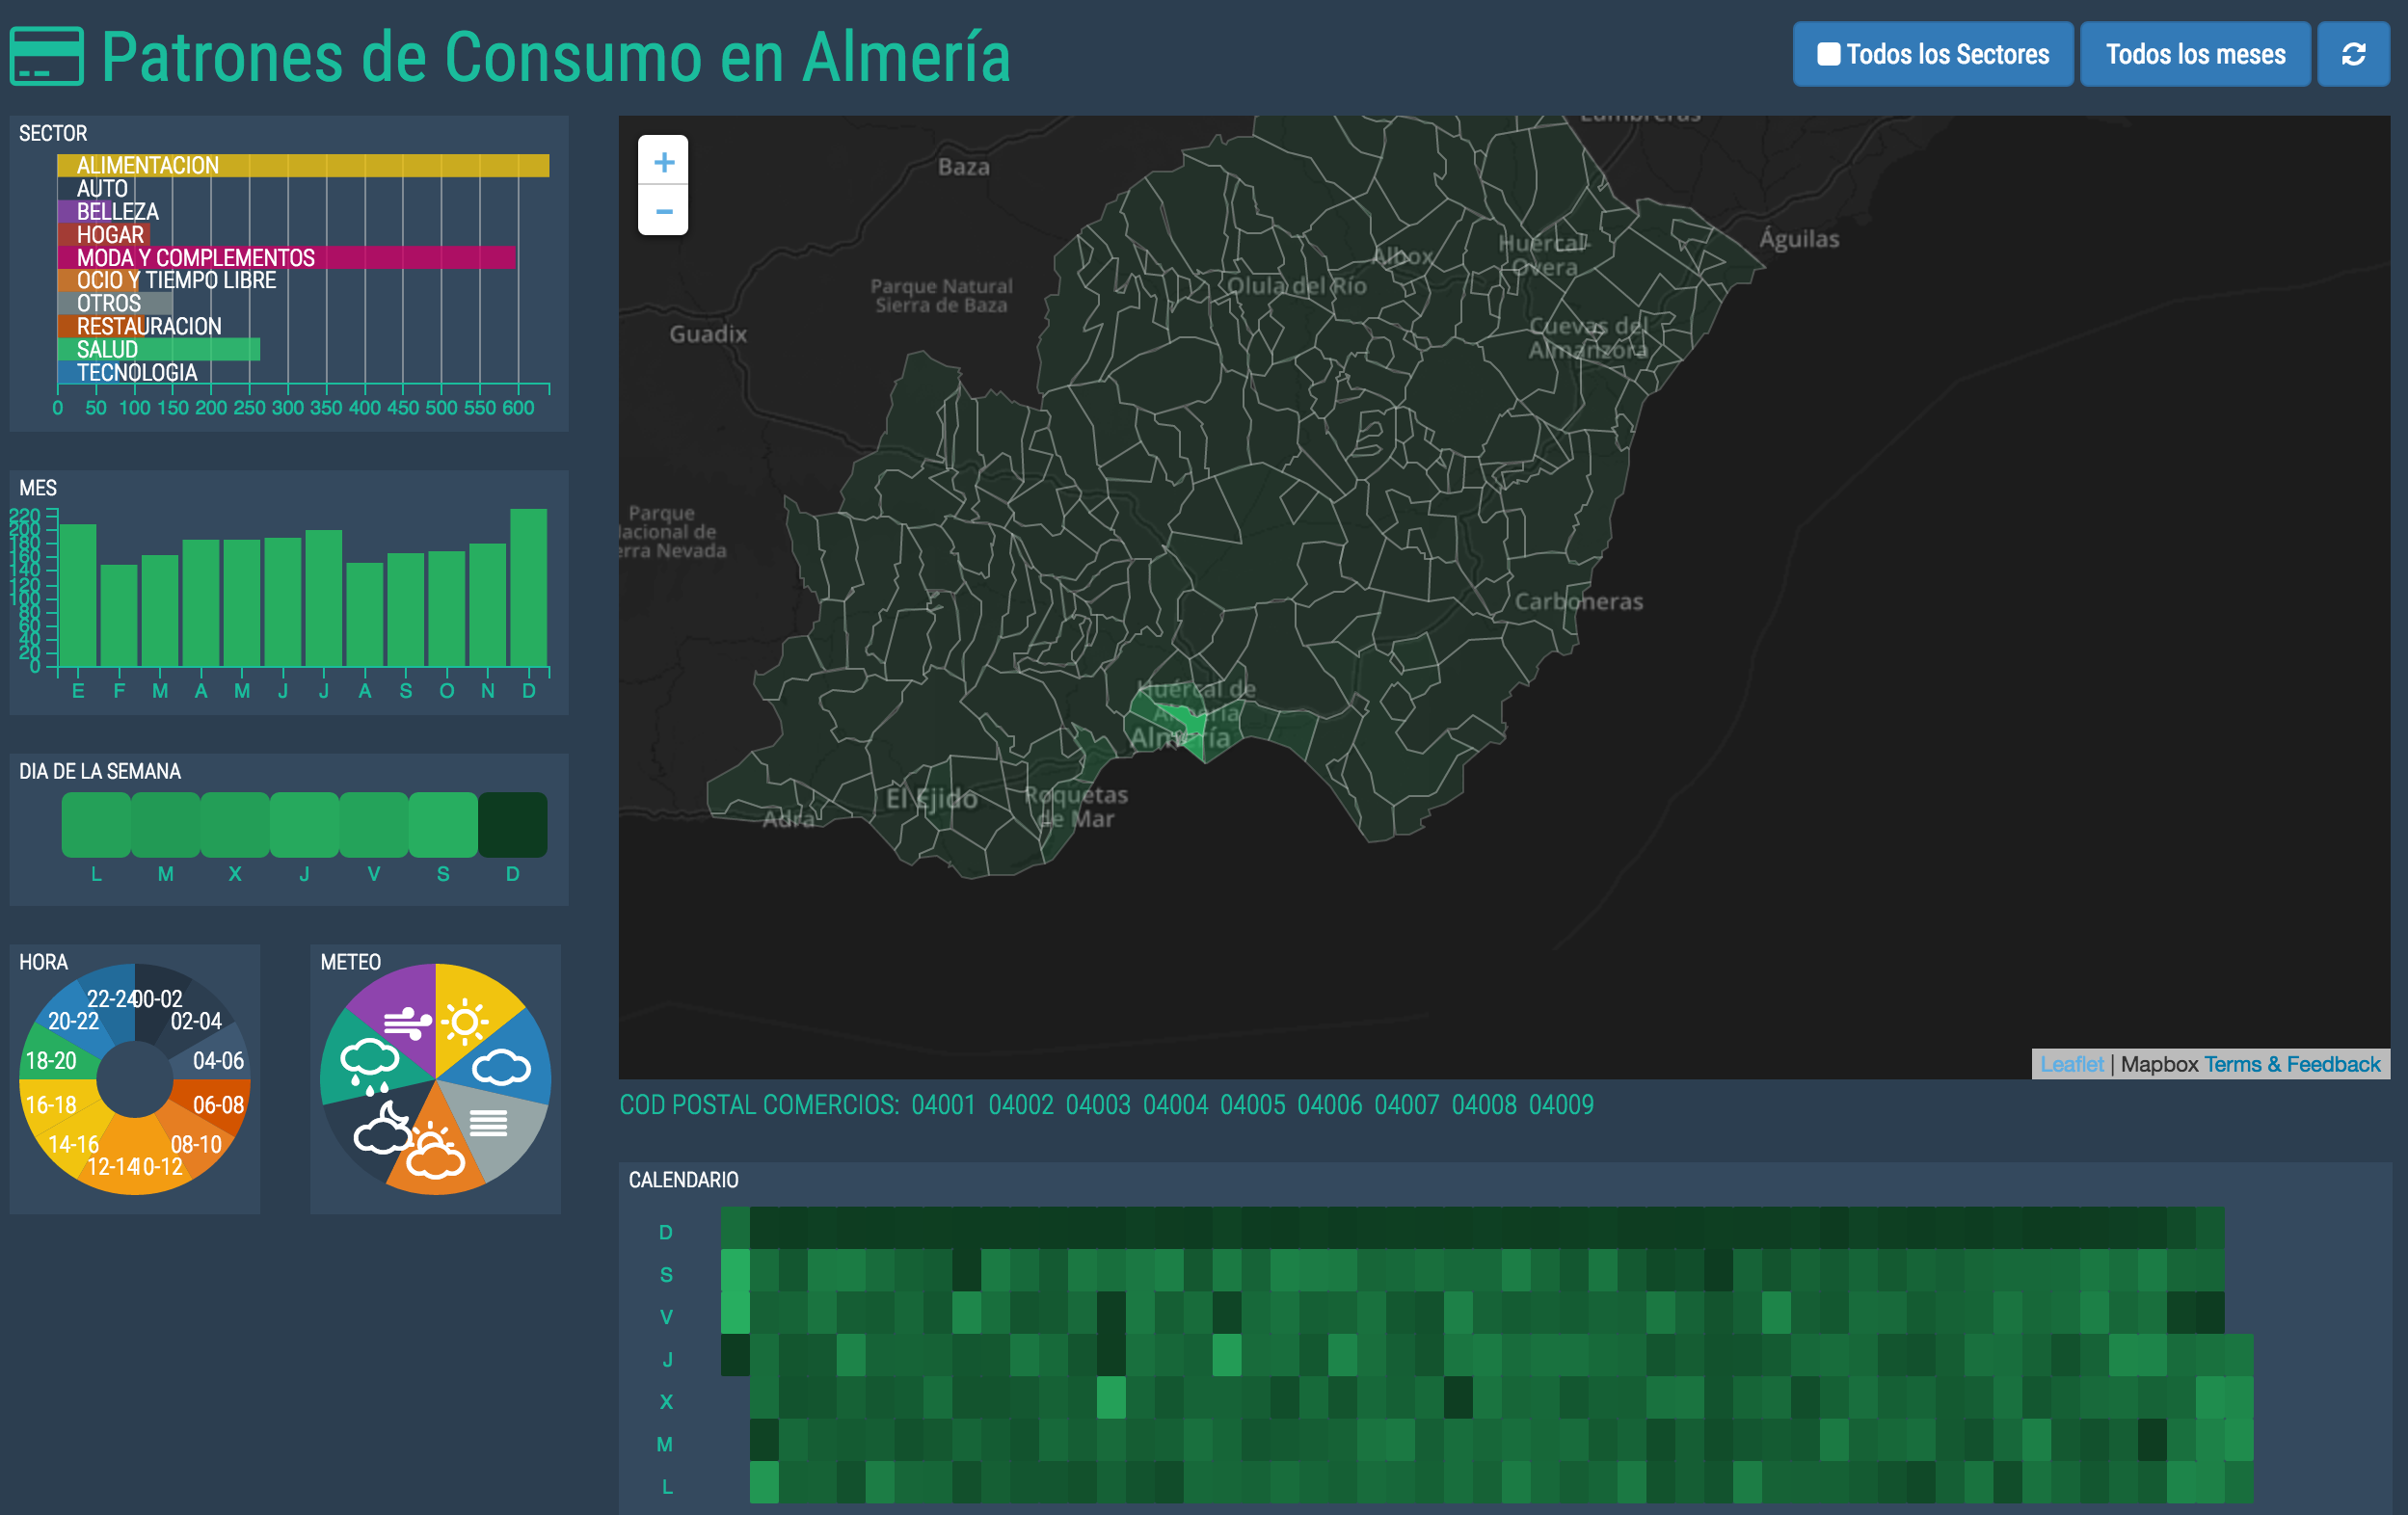 Patrones de Consumo en Almería
Todos los Sectores
Todos los meses
SECTOR
ALIMENTACION
AUTO
BELLEZA
HOGAR
MODA Y COMPLEMENTOS
OCIO Y TIEMPO LIBRE
OTROS
RESTAURACION
SALUD
TECNOLOGIA
0 50 100 150 200 250 300 350 400 450 500 550 600
MES
220
200
180
160
140
120
100
80
60
40
20
0
E F M A M J J A S O N D
DIA DE LA SEMANA
L M X J V S D
HORA
22-24 00-02
20-22 02-04
18-20 04-06
16-18 06-08
14-16 08-10
12-14 10-12
METEO
+
−
Baza
Águilas
Albox
Huércal-
Overa
Olula del Río
Parque Natural
Sierra de Baza
Guadix
Cuevas del
Almanzora
Parque
Nevada
Carboneras
Huércal de
Almería
Almería
El Ejido
Roquetas
de Mar
Adra
Leaflet | Mapbox Terms & Feedback
COD POSTAL COMERCIOS: 04001 04002 04003 04004 04005 04006 04007 04008 04009
CALENDARIO
D
S
V
J
X
M
L